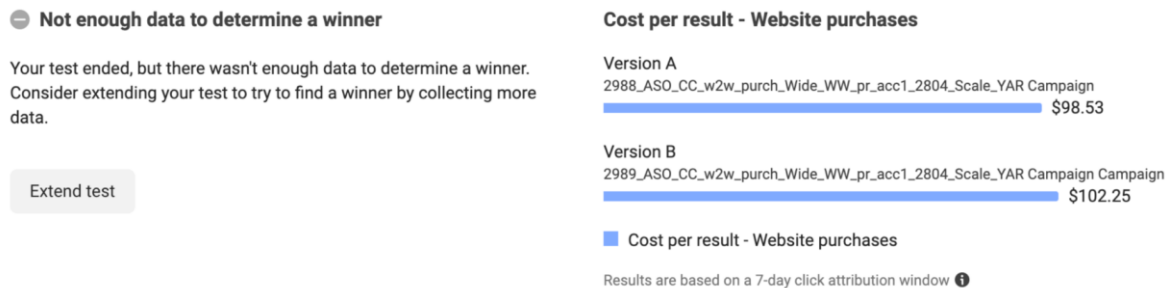 Not enough data to determine a winner
Your test ended, but there wasn't enough data to determine a winner.
Consider extending your test to try to find a winner by collecting more
data.
Extend test
Cost per result - Website purchases
Version A
2988_ASO_CC_w2w_purch_Wide_WW_pr_acc1_2804_Scale_YAR Campaign
$98.53
Version B
2989_ASO_CC_w2w_purch_Wide_WW_pr_acc1_2804_Scale_YAR Campaign Campaign
$102.25
Cost per result - Website purchases
Results are based on a 7-day click attribution window